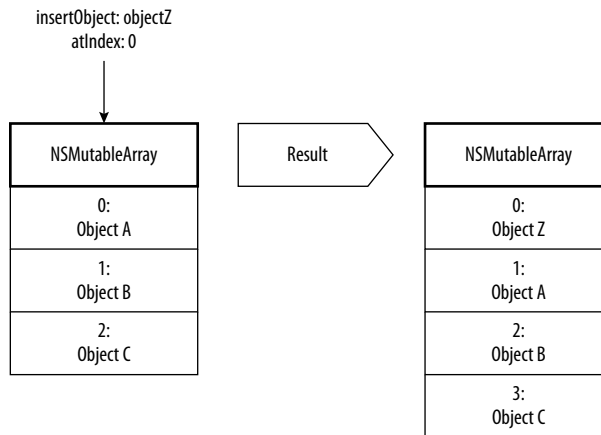 insertObject: objectZ
atIndex: 0
NSMutableArray
0:
Object A
1:
Object B
2:
Object C
Result
NSMutableArray
0:
Object Z
1:
Object A
2:
Object B
3:
Object C